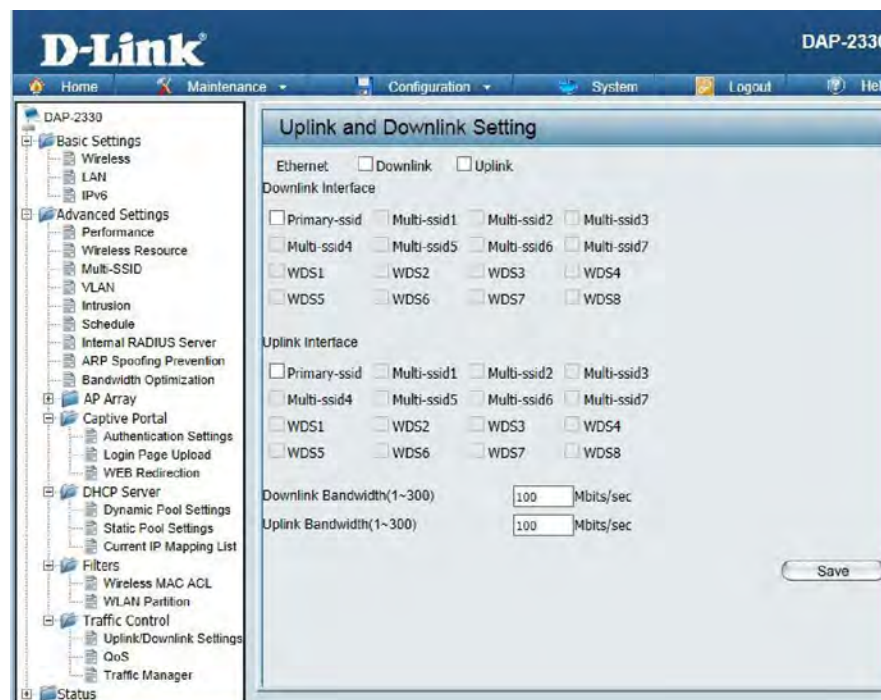 D-Link
DAP-2330
Home Maintenance Configuration System Logout Hel
DAP-2330
Basic Settings
Wireless
LAN
IPv6
Advanced Settings
Performance
Wireless Resource
Multi-SSID
VLAN
Intrusion
Schedule
Internal RADIUS Server
ARP Spoofing Prevention
Bandwidth Optimization
AP Array
Captive Portal
Authentication Settings
Login Page Upload
WEB Redirection
DHCP Server
Dynamic Pool Settings
Static Pool Settings
Current IP Mapping List
Filters
Wireless MAC ACL
WLAN Partition
Traffic Control
Uplink/Downlink Settings
QoS
Traffic Manager
Status
Uplink and Downlink Setting
Ethernet Downlink Uplink
Downlink Interface
Primary-ssid Multi-ssid1 Multi-ssid2 Multi-ssid3
Multi-ssid4 Multi-ssid5 Multi-ssid6 Multi-ssid7
WDS1 WDS2 WDS3 WDS4
WDS5 WDS6 WDS7 WDS8
Uplink Interface
Primary-ssid Multi-ssid1 Multi-ssid2 Multi-ssid3
Multi-ssid4 Multi-ssid5 Multi-ssid6 Multi-ssid7
WDS1 WDS2 WDS3 WDS4
WDS5 WDS6 WDS7 WDS8
Downlink Bandwidth(1~300) 100 Mbits/sec
Uplink Bandwidth(1~300) 100 Mbits/sec
Save